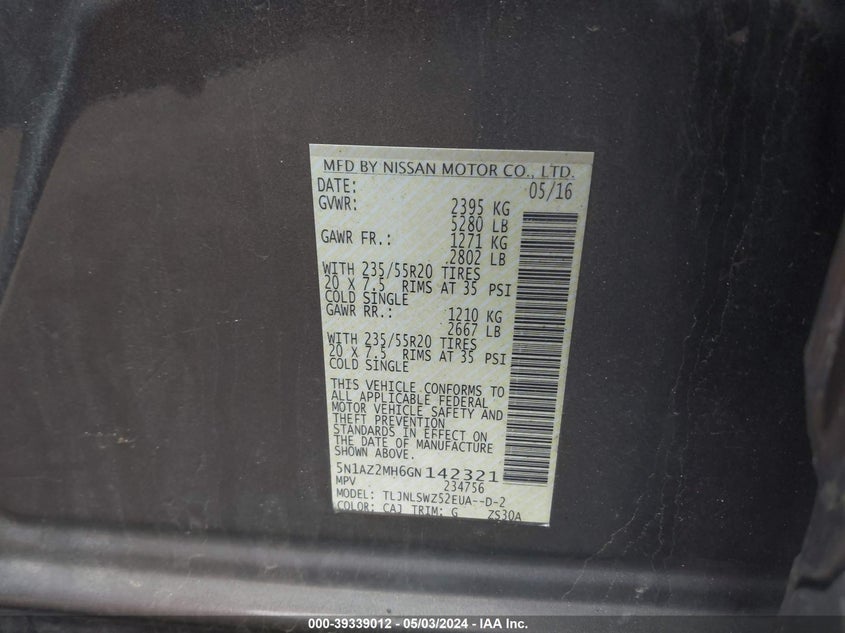 MFD BY NISSAN MOTOR CO., LTD.
DATE: 05/16
GVWR: 2395 KG
5280 LB
GAWR FR.: 1271 KG
2802 LB
WITH 235/55R20 TIRES
20 X 7.5 RIMS AT 35 PSI
COLD SINGLE
GAWR RR.: 1210 KG
2667 LB
WITH 235/55R20 TIRES
20 X 7.5 RIMS AT 35 PSI
COLD SINGLE
THIS VEHICLE CONFORMS TO
ALL APPLICABLE FEDERAL
MOTOR VEHICLE SAFETY AND
THEFT PREVENTION
STANDARDS IN EFFECT ON
THE DATE OF MANUFACTURE
SHOWN ABOVE.
5N1AZ2MH6GN142321
MPV 234756
MODEL: TLJNLSWZ52EUA--D-2
COLOR: CAJ TRIM: G ZS30A
000-39339012 - 05/03/2024 - IAA Inc.